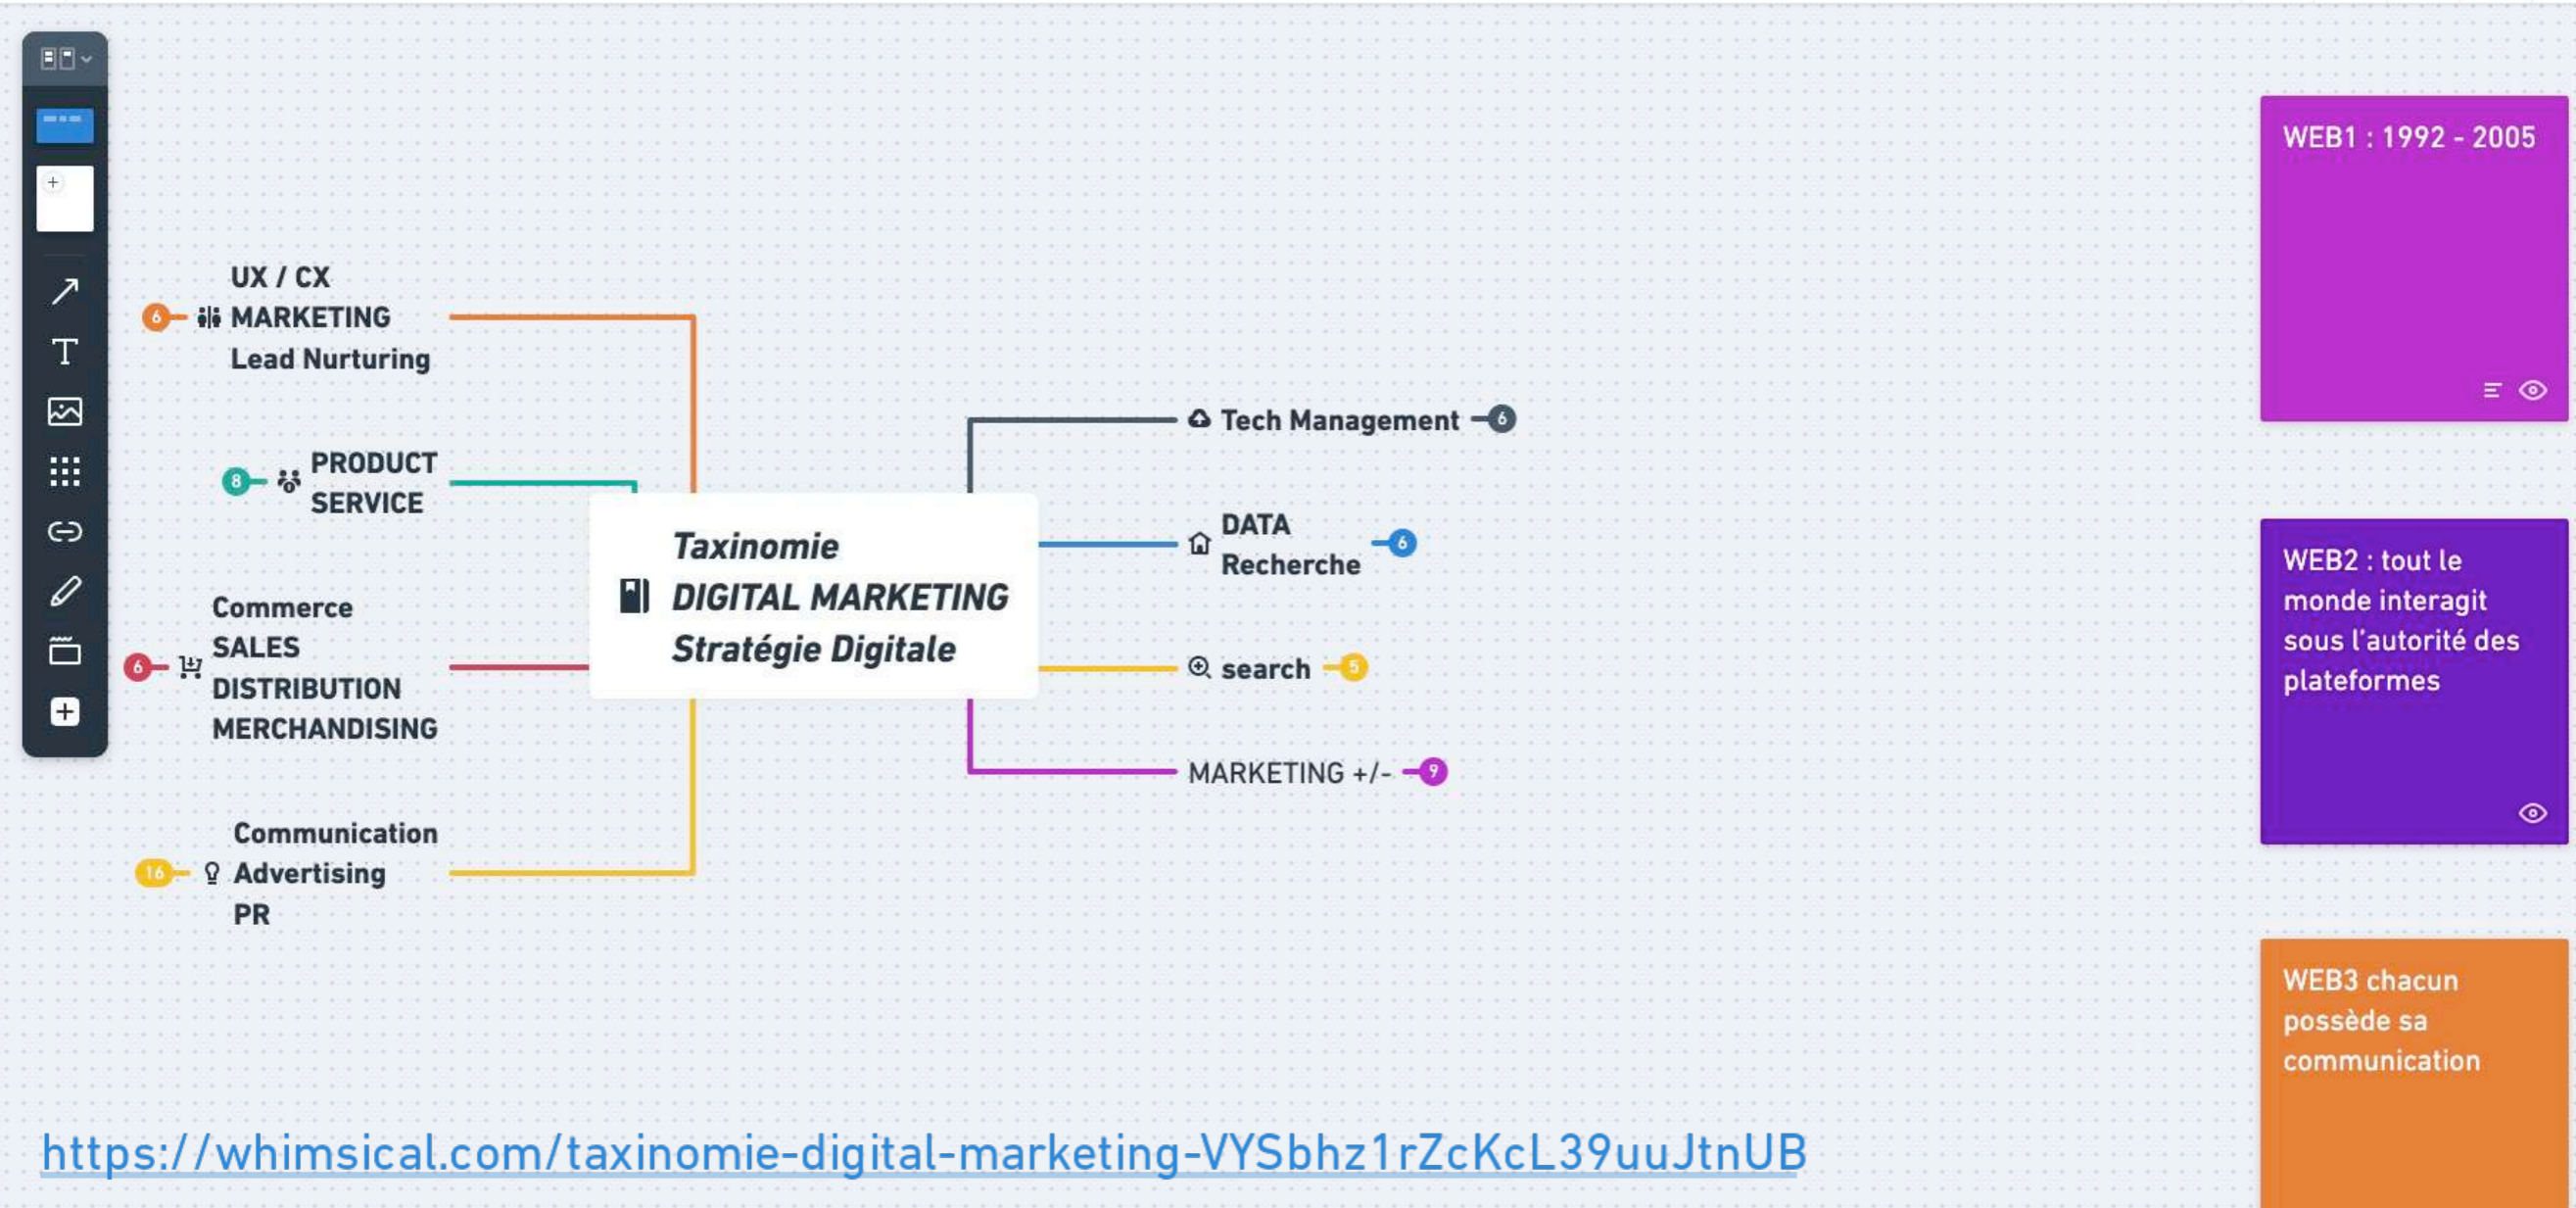 UX / CX
6 MARKETING
Lead Nurturing
8 PRODUCT
SERVICE
Commerce
SALES
6
DISTRIBUTION
MERCHANDISING
Communication
16 Advertising
PR
Taxinomie
DIGITAL MARKETING
Stratégie Digitale
Tech Management 6
DATA
Recherche
6
search 5
MARKETING +/- 9
WEB1 : 1992 - 2005
WEB2 : tout le
monde interagit
sous l'autorité des
plateformes
WEB3 chacun
possède sa
communication
https://whimsical.com/taxinomie-digital-marketing-VYSbhz1rZcKcL39uuJtnUB